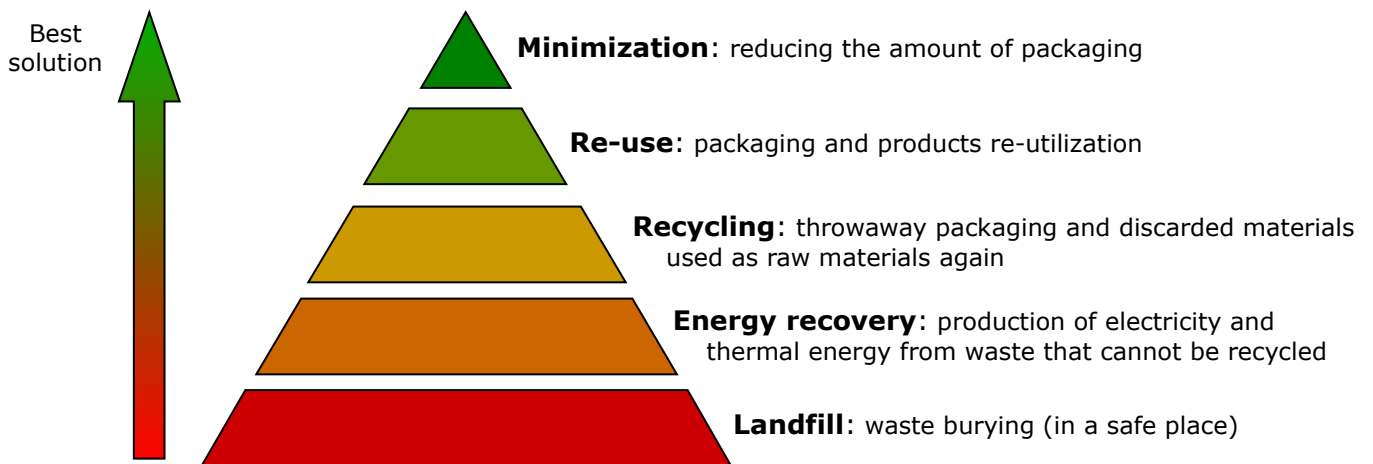 Best
solution
Minimization: reducing the amount of packaging
Re-use: packaging and products re-utilization
Recycling: throwaway packaging and discarded materials
used as raw materials again
Energy recovery: production of electricity and
thermal energy from waste that cannot be recycled
Landfill: waste burying (in a safe place)